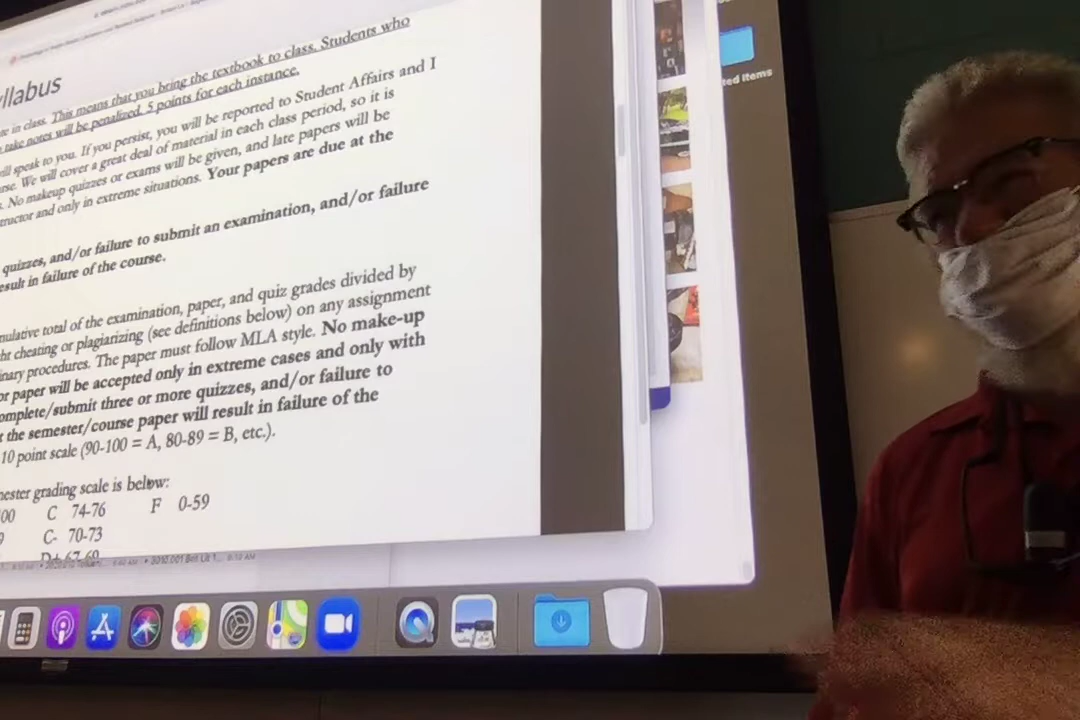 llabus
in class. This means that you bring the textbook to class. Students who
take notes will be penalized. 5 points for each instance.
will speak to you. If you persist, you will be reported to Student Affairs and I
rse. We will cover a great deal of material in each class period, so it is
. No makeup quizzes or exams will be given, and late papers will be
tructor and only in extreme situations. Your papers are due at the
quizzes, and/or failure to submit an examination, and/or failure
esult in failure of the course.
mulative total of the examination, paper, and quiz grades divided by
ht cheating or plagiarizing (see definitions below) on any assignment
inary procedures. The paper must follow MLA style. No make-up
or paper will be accepted only in extreme cases and only with
omplete/submit three or more quizzes, and/or failure to
t the semester/course paper will result in failure of the
10 point scale (90-100 = A, 80-89 = B, etc.).
mester grading scale is below:
00 C 74-76 F 0-59
9 C- 70-73
D+ 67-69
ted Items